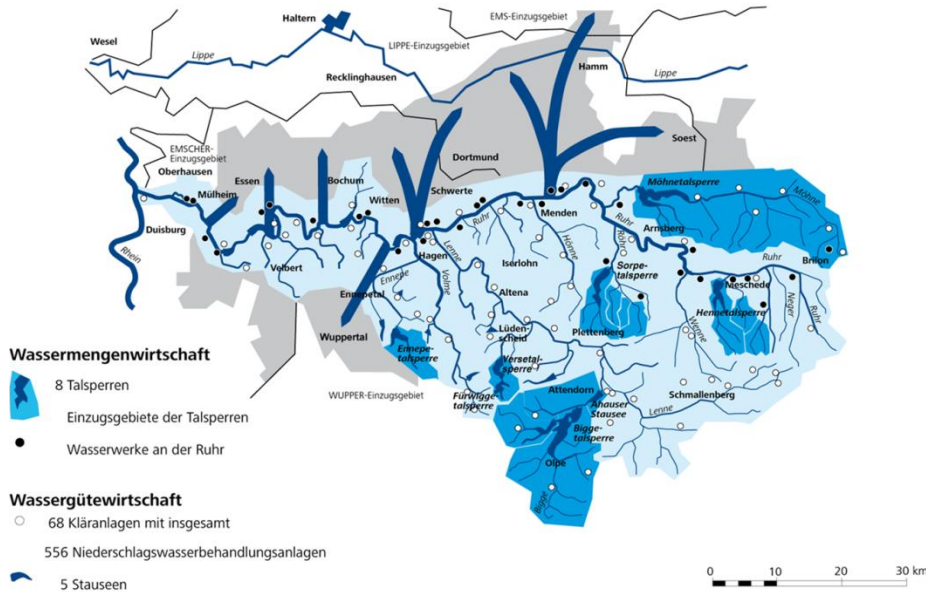 EMS-Einzugsgebiet
Haltern
Wesel
LIPPE-Einzugsgebiet
Lippe
Hamm
Recklinghausen
Lippe
Soest
EMSCHER-
Einzugsgebiet
Oberhausen
Dortmund
Essen
Bochum
Möhnetalsperre
Mülheim
Witten
Schwerte
Möhne
Menden
Ruhr
Ruhr
Arnsberg
Duisburg
Hagen
Lenne
Hönne
Röhr
Ruhr
Brilon
Rhein
Velbert
Ennepe
Iserlohn
Sorpe-
talsperre
Volme
Meschede
Ennepetal
Altena
Hennetalsperre
Neger
Ruhr
Wuppertal
Lüden-
scheid
Plettenberg
Wenne
Ennepe-
talsperre
Versetal-
sperre
WUPPER-Einzugsgebiet
Fürwigge-
talsperre
Attendorn
Ahauser
Stausee
Schmallenberg
Lenne
Bigge-
talsperre
Olpe
Bigge
Wassermengenwirtschaft
8 Talsperren
Einzugsgebiete der Talsperren
Wasserwerke an der Ruhr
Wassergütewirtschaft
68 Kläranlagen mit insgesamt
556 Niederschlagswasserbehandlungsanlagen
5 Stauseen
0 10 20 30 km